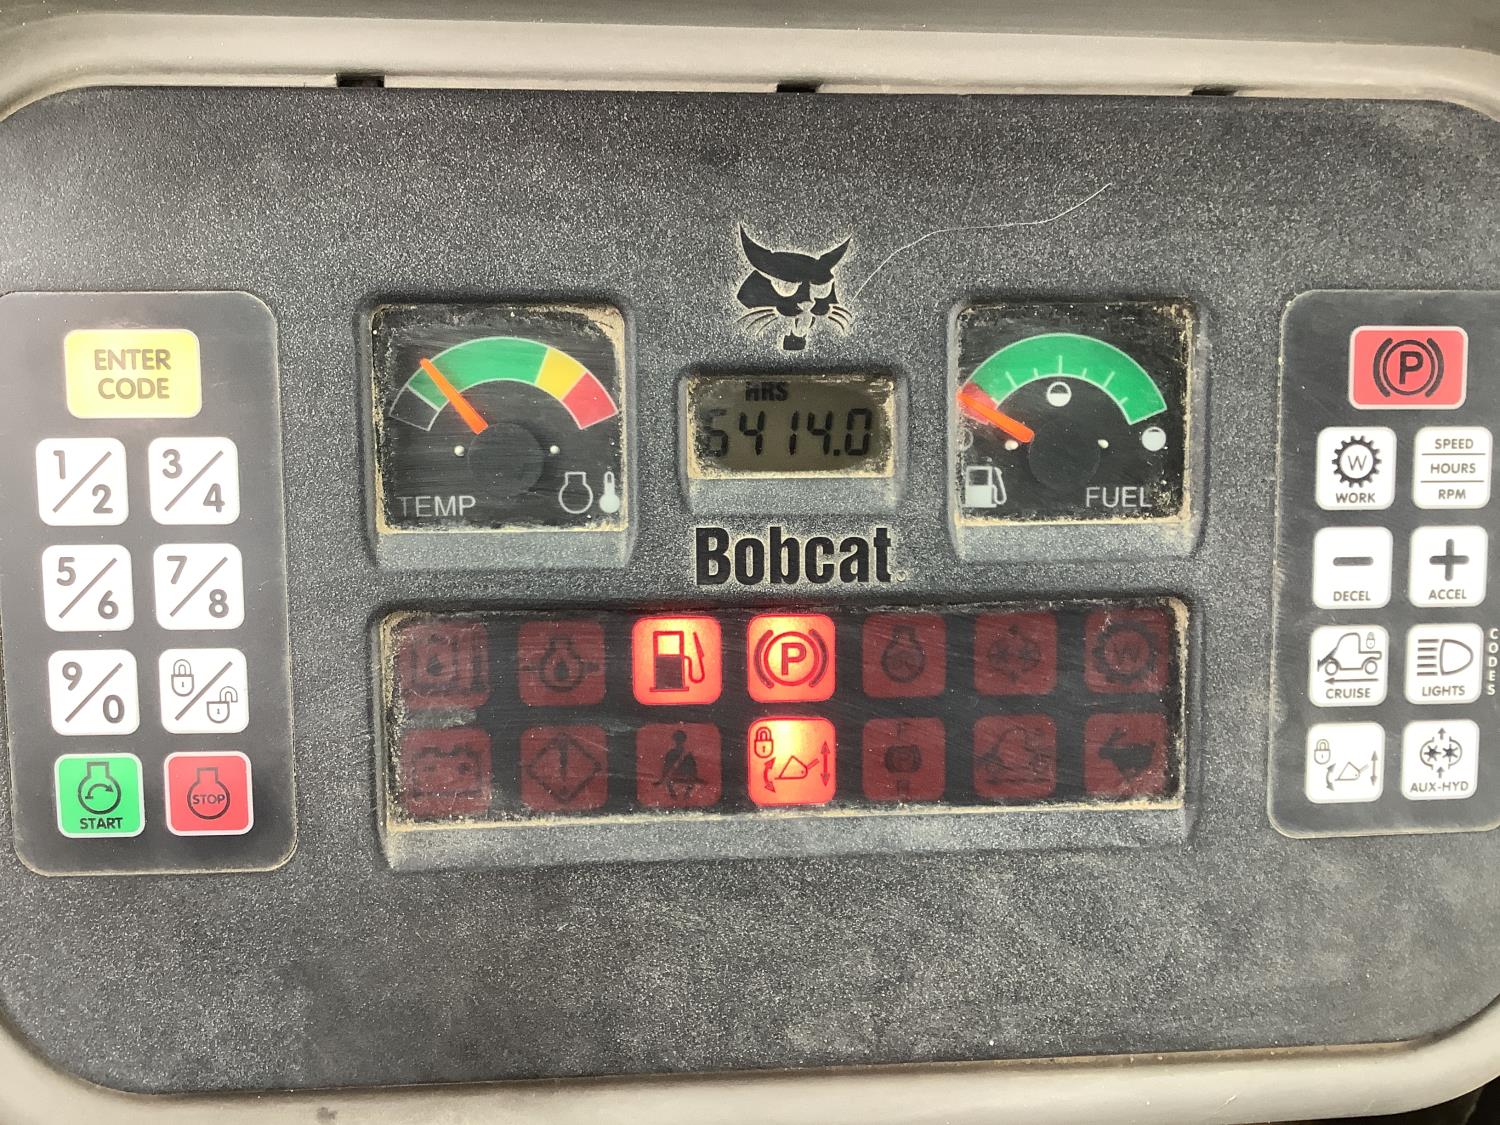 ENTER
CODE
1/2
3/4
5/6
7/8
9/0
START
STOP
TEMP
HRS
5414.0
Bobcat
FUEL
P
W
P
W
WORK
SPEED
HOURS
RPM
DECEL
ACCEL
CRUISE
LIGHTS
CODES
AUX-HYD